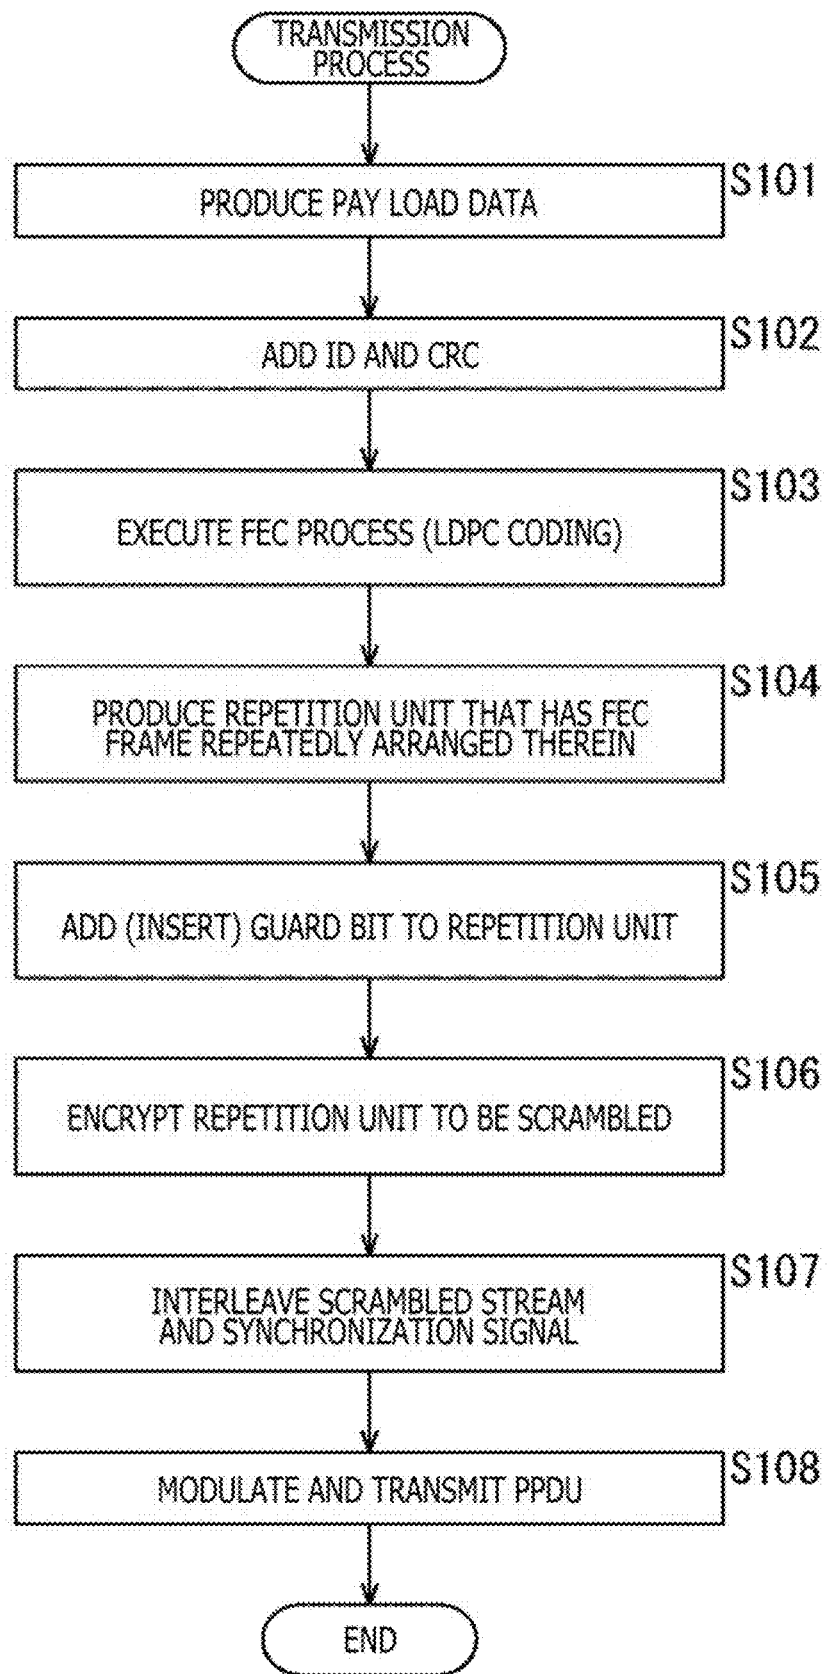 TRANSMISSION
PROCESS
S101
PRODUCE PAY LOAD DATA
S102
ADD ID AND CRC
S103
EXECUTE FEC PROCESS (LDPC CODING)
S104
PRODUCE REPETITION UNIT THAT HAS FEC
FRAME REPEATEDLY ARRANGED THEREIN
S105
ADD (INSERT) GUARD BIT TO REPETITION UNIT
S106
ENCRYPT REPETITION UNIT TO BE SCRAMBLED
S107
INTERLEAVE SCRAMBLED STREAM
AND SYNCHRONIZATION SIGNAL
S108
MODULATE AND TRANSMIT PPDU
END